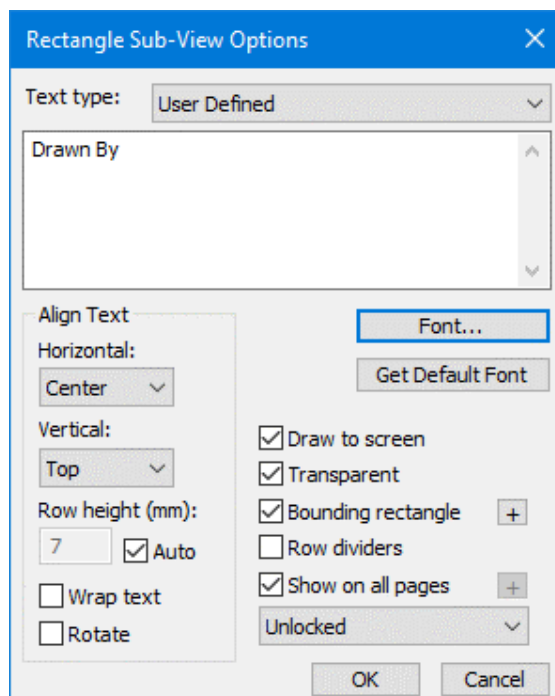 Rectangle Sub-View Options
Text type: User Defined
Drawn By
Align Text
Horizontal:
Center
Vertical:
Top
Row height (mm):
7 Auto
Wrap text
Rotate
Font...
Get Default Font
Draw to screen
Transparent
Bounding rectangle +
Row dividers
Show on all pages +
Unlocked
OK Cancel